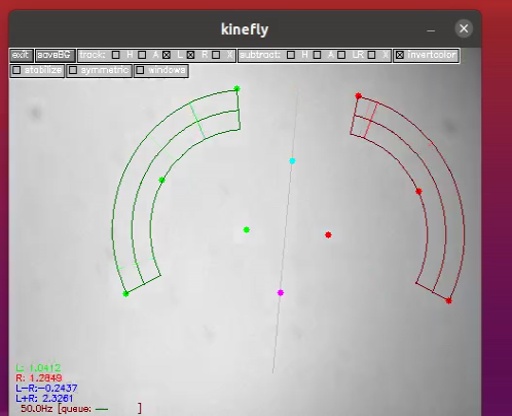 kinefly
exit saveBG track: H A L R X subtract: H A LR X invertcolor
stabilize symmetric windows
L: 1.0412
R: 1.2849
L-R:-0.2437
L+R: 2.3261
50.0Hz [queue: ]